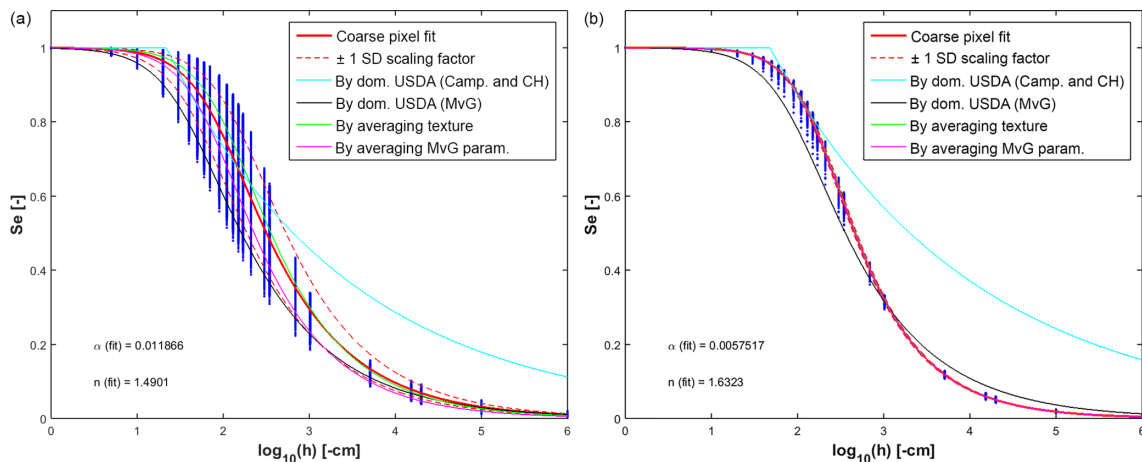 (a)
Coarse pixel fit
± 1 SD scaling factor
By dom. USDA (Camp. and CH)
By dom. USDA (MvG)
By averaging texture
By averaging MvG param.
1
0.8
0.6
0.4
0.2
0
Se [-]
α (fit) = 0.011866
n (fit) = 1.4901
0 1 2 3 4 5 6
log10(h) [-cm]
(b)
Coarse pixel fit
± 1 SD scaling factor
By dom. USDA (Camp. and CH)
By dom. USDA (MvG)
By averaging texture
By averaging MvG param.
1
0.8
0.6
0.4
0.2
0
Se [-]
α (fit) = 0.0057517
n (fit) = 1.6323
0 1 2 3 4 5 6
log10(h) [-cm]